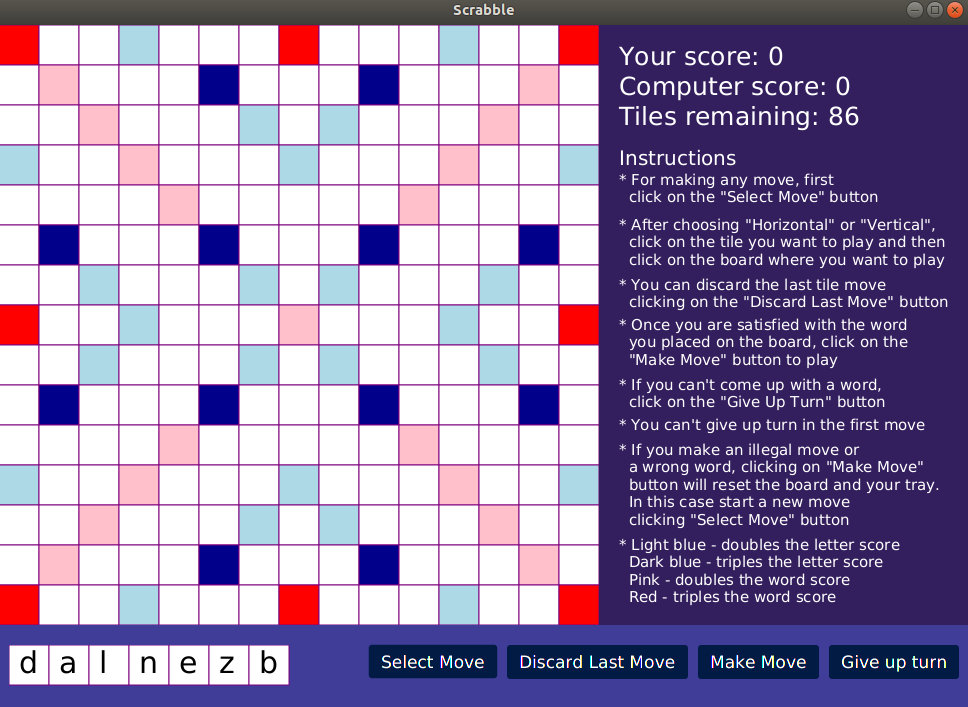 Scrabble
Your score: 0
Computer score: 0
Tiles remaining: 86
Instructions
* For making any move, first
click on the "Select Move" button
* After choosing "Horizontal" or "Vertical",
click on the tile you want to play and then
click on the board where you want to play
* You can discard the last tile move
clicking on the "Discard Last Move" button
* Once you are satisfied with the word
you placed on the board, click on the
"Make Move" button to play
* If you can't come up with a word,
click on the "Give Up Turn" button
* You can't give up turn in the first move
* If you make an illegal move or
a wrong word, clicking on "Make Move"
button will reset the board and your tray.
In this case start a new move
clicking "Select Move" button
* Light blue - doubles the letter score
Dark blue - triples the letter score
Pink - doubles the word score
Red - triples the word score
d a l n e z b
Select Move
Discard Last Move
Make Move
Give up turn